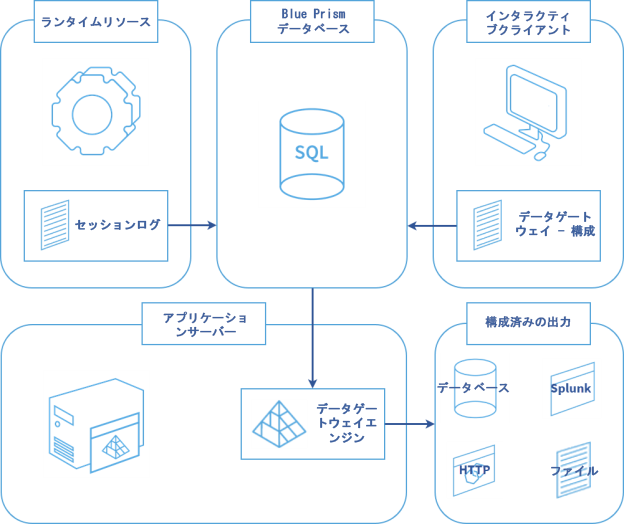 ランタイムリソース
Blue Prism
データベース
インタラクティ
ブクライアント
SQL
セッションログ
データゲート
ウェイ - 構成
アプリケーショ
ンサーバー
構成済みの出力
データゲー
トウェイエ
ンジン
データベース
Splunk
HTTP
ファイル